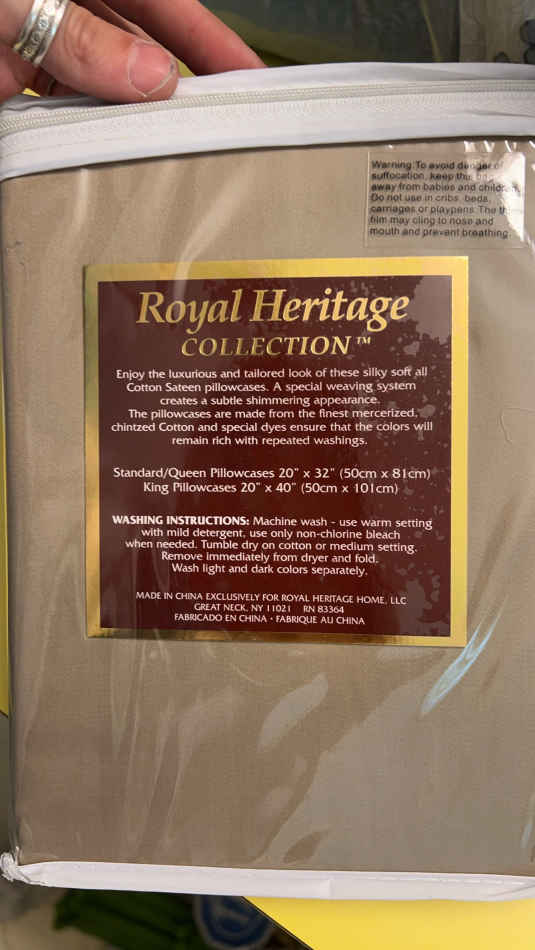 Warning:To avoid danger of
suffocation, keep this bag
away from babies and children.
Do not use in cribs, beds,
carriages or playpens.The th
film may cling to nose and
mouth and prevent breathing.
Royal Heritage
COLLECTION™
Enjoy the luxurious and tailored look of these silky soft all
Cotton Sateen pillowcases. A special weaving system
creates a subtle shimmering appearance.
The pillowcases are made from the finest mercerized,
chintzed Cotton and special dyes ensure that the colors will
remain rich with repeated washings.
Standard/Queen Pillowcases 20" x 32" (50cm x 81cm)
King Pillowcases 20" x 40" (50cm x 101cm)
WASHING INSTRUCTIONS: Machine wash - use warm setting
with mild detergent, use only non-chlorine bleach
when needed. Tumble dry on cotton or medium setting.
Remove immediately from dryer and fold.
Wash light and dark colors separately.
MADE IN CHINA EXCLUSIVELY FOR ROYAL HERITAGE HOME, LLC
GREAT NECK, NY 11021 RN 83364
FABRICADO EN CHINA • FABRIQUE AU CHINA